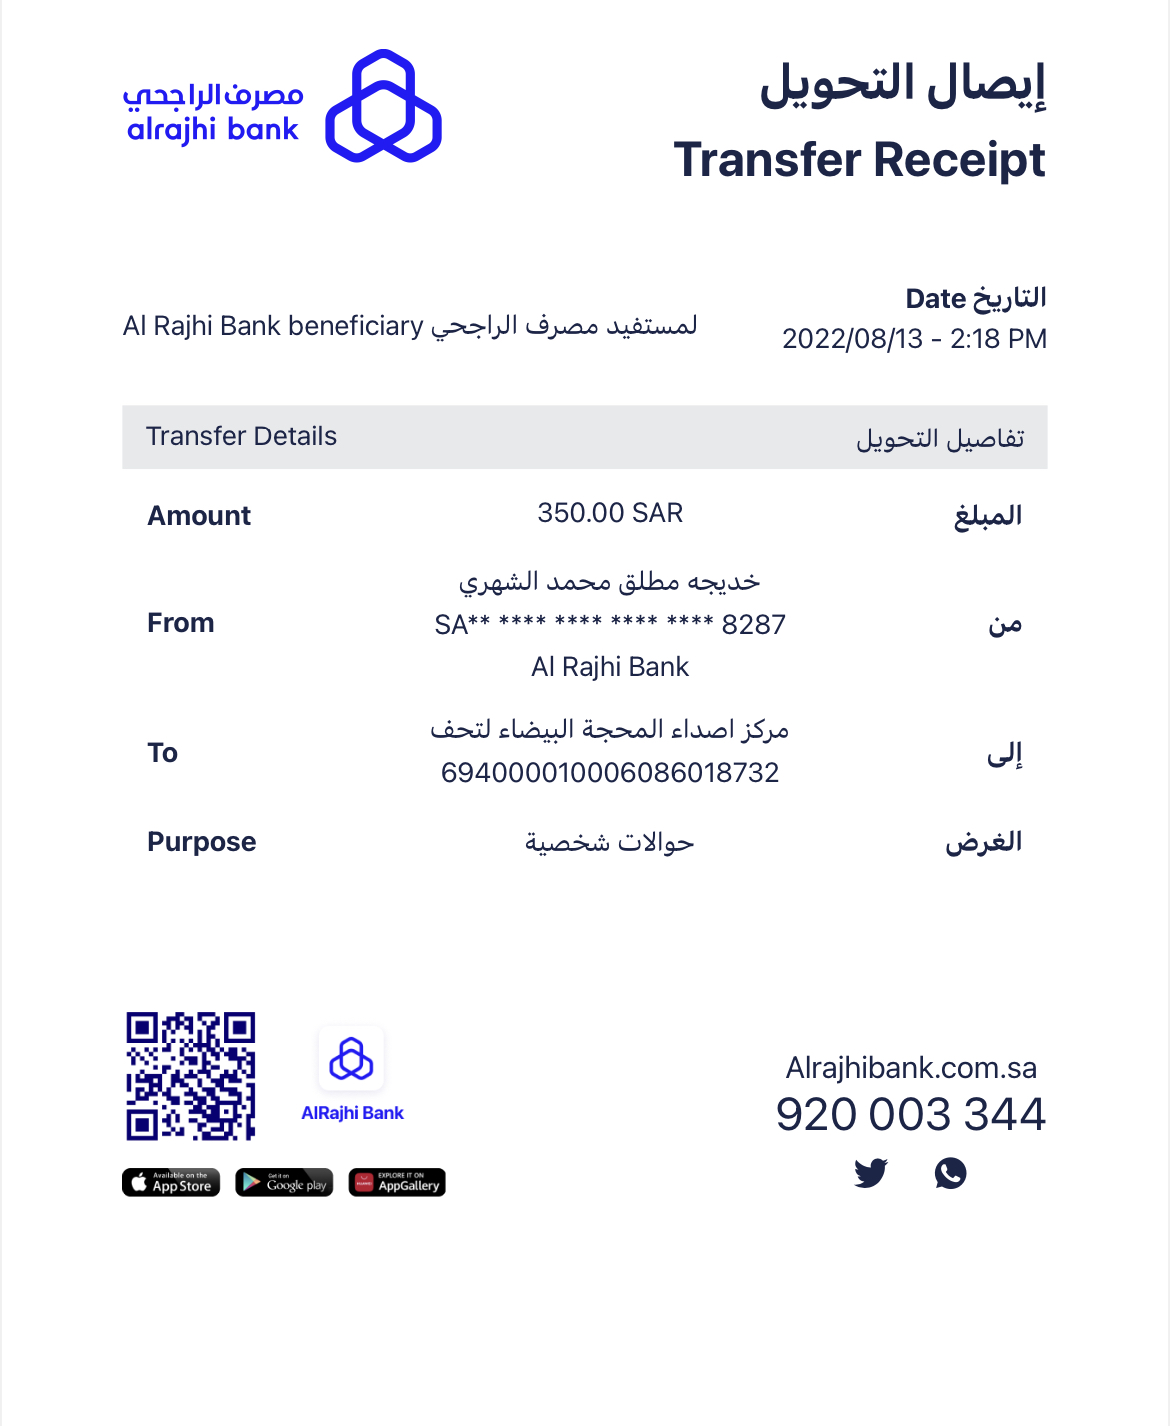 مصرف الراجحي
alrajhi bank
إيصال التحويل
Transfer Receipt
التاريخ Date
2022/08/13 - 2:18 PM
Al Rajhi Bank beneficiary لمستفيد مصرف الراجحي
Transfer Details تفاصيل التحويل
Amount 350.00 SAR المبلغ
خديجه مطلق محمد الشهري
From SA** **** **** **** **** 8287 من
Al Rajhi Bank
مركز اصداء المحجة البيضاء لتحف
To إلى
694000010006086018732
Purpose حوالات شخصية الغرض
AlRajhi Bank
Available on the
App Store
Get it on
Google play
EXPLORE IT ON
AppGallery
Alrajhibank.com.sa
920 003 344